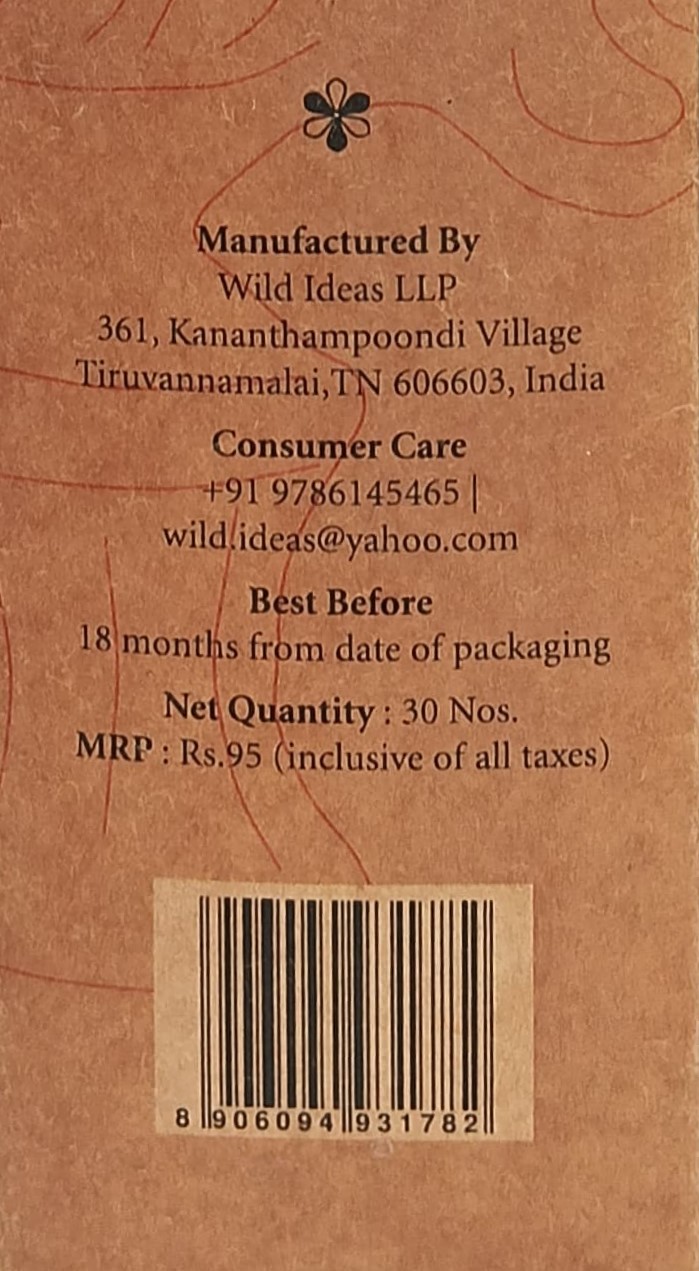 Manufactured By
Wild Ideas LLP
361, Kananthampoondi Village
Tiruvannamalai,TN 606603, India
Consumer Care
+91 9786145465 |
wild.ideas@yahoo.com
Best Before
18 months from date of packaging
Net Quantity : 30 Nos.
MRP : Rs.95 (inclusive of all taxes)
8 906094 931782